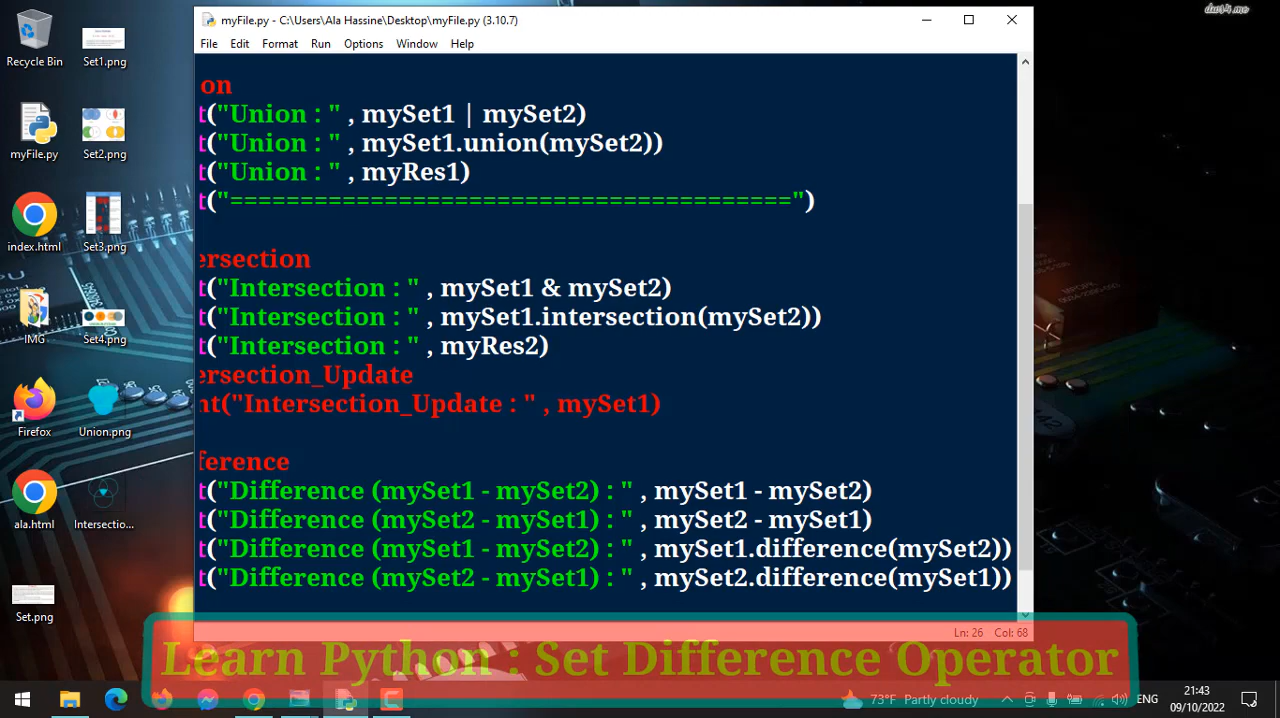 myFile.py - C:\Users\Ala Hassine\Desktop\myFile.py (3.10.7)
File Edit Format Run Options Window Help
on
t("Union : " , mySet1 | mySet2)
t("Union : " , mySet1.union(mySet2))
t("Union : " , myRes1)
t("========================================")
ersection
t("Intersection : " , mySet1 & mySet2)
t("Intersection : " , mySet1.intersection(mySet2))
t("Intersection : " , myRes2)
ersection_Update
nt("Intersection_Update : " , mySet1)
ference
t("Difference (mySet1 - mySet2) : " , mySet1 - mySet2)
t("Difference (mySet2 - mySet1) : " , mySet2 - mySet1)
t("Difference (mySet1 - mySet2) : " , mySet1.difference(mySet2))
t("Difference (mySet2 - mySet1) : " , mySet2.difference(mySet1))
Ln: 26 Col: 68
Learn Python : Set Difference Operator
Recycle Bin
Set1.png
myFile.py
Set2.png
index.html
Set3.png
IMG
Set4.png
Firefox
Union.png
ala.html
Intersectio...
Set.png
73°F Partly cloudy
ENG
21:43
09/10/2022